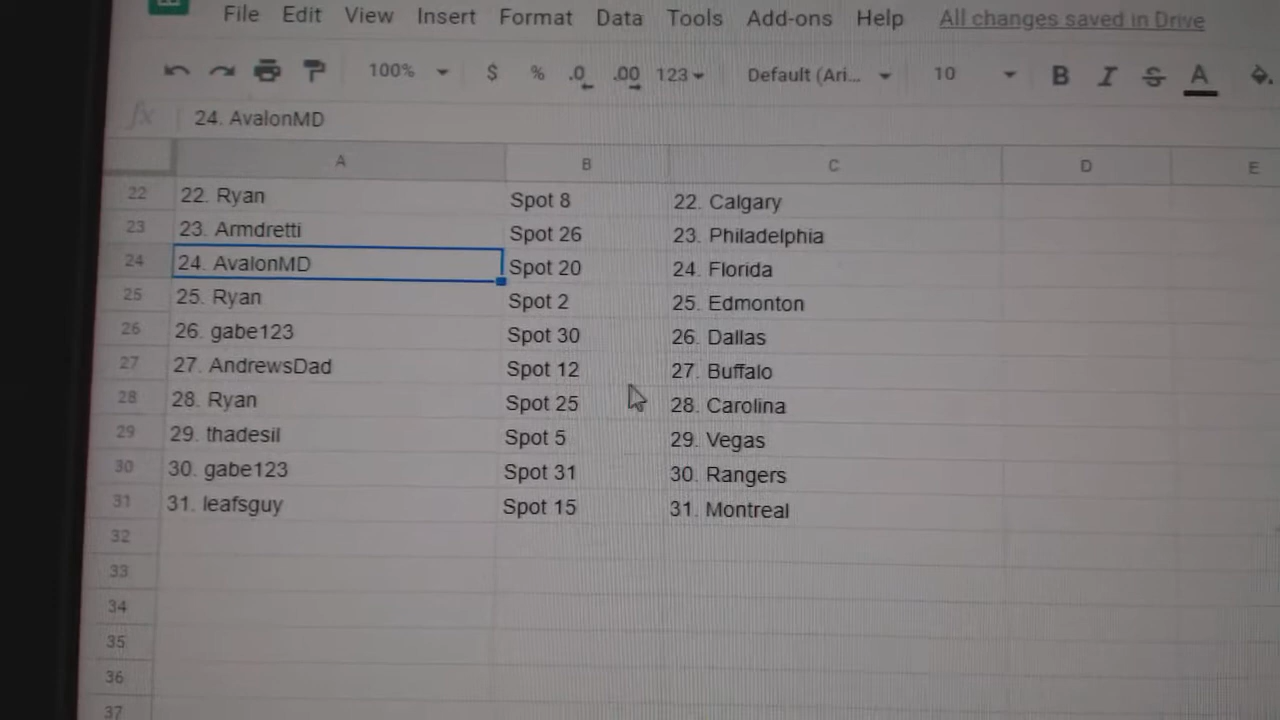 File Edit View Insert Format Data Tools Add-ons Help All changes saved in Drive
100% $ % .0 .00 123 Default (Ari... 10 B I S A
fx 24. AvalonMD
A B C D E
22 22. Ryan Spot 8 22. Calgary
23 23. Armdretti Spot 26 23. Philadelphia
24 24. AvalonMD Spot 20 24. Florida
25 25. Ryan Spot 2 25. Edmonton
26 26. gabe123 Spot 30 26. Dallas
27 27. AndrewsDad Spot 12 27. Buffalo
28 28. Ryan Spot 25 28. Carolina
29 29. thadesil Spot 5 29. Vegas
30 30. gabe123 Spot 31 30. Rangers
31 31. leafsguy Spot 15 31. Montreal
32
33
34
35
36
37